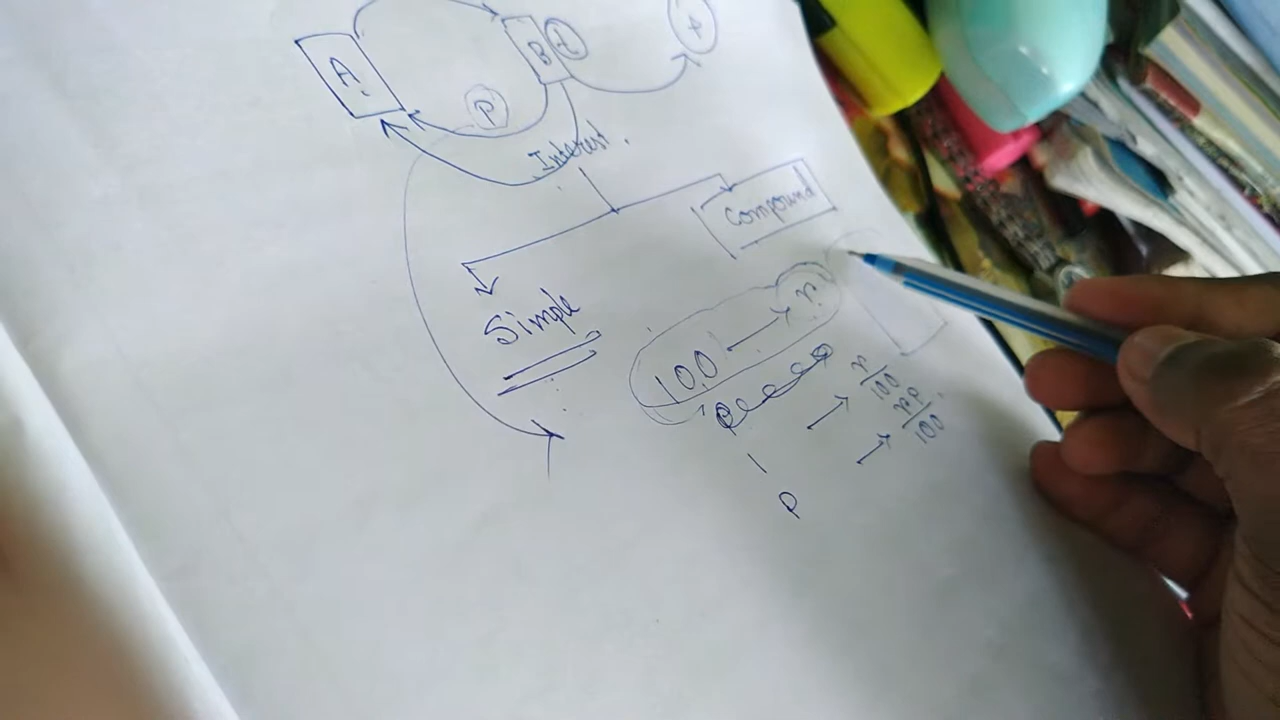 A
B
t
P
Interest
Compound
Simple
100 → r
1 → r/100
P → rp/100